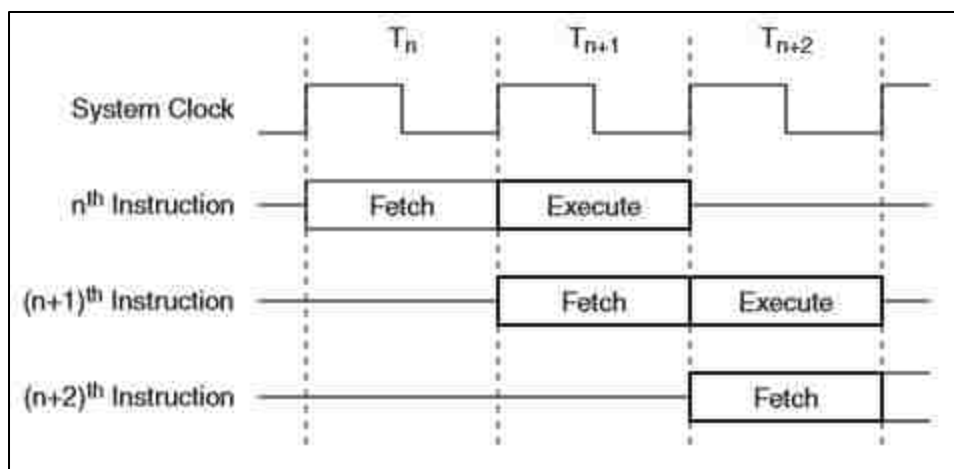 Tn Tn+1 Tn+2
System Clock
nth Instruction Fetch Execute
(n+1)th Instruction Fetch Execute
(n+2)th Instruction Fetch